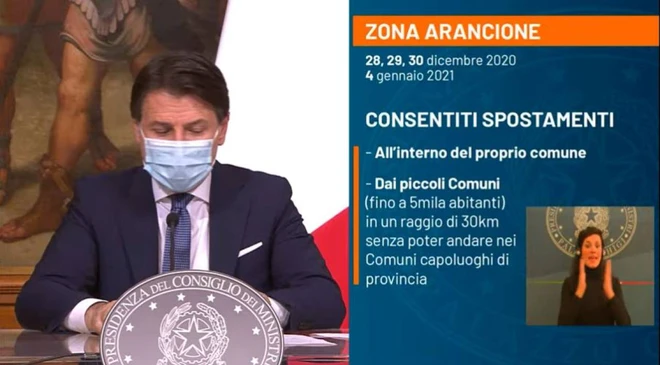 ZONA ARANCIONE
28, 29, 30 dicembre 2020
4 gennaio 2021
CONSENTITI SPOSTAMENTI
- All'interno del proprio comune
- Dai piccoli Comuni
(fino a 5mila abitanti)
in un raggio di 30km
senza poter andare nei
Comuni capoluoghi di
provincia
PRESIDENZA DEL CONSIGLIO DEI MINISTRI